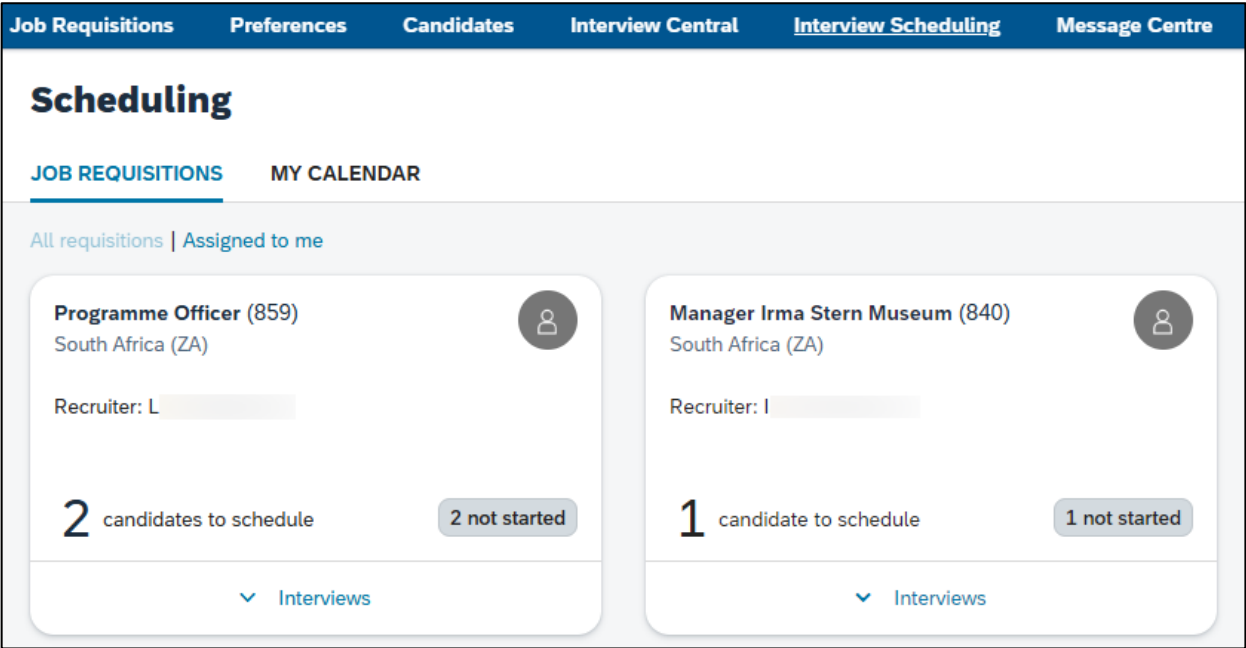 Job Requisitions Preferences Candidates Interview Central Interview Scheduling Message Centre
Scheduling
JOB REQUISITIONS MY CALENDAR
All requisitions | Assigned to me
Programme Officer (859)
South Africa (ZA)
Recruiter: L
2 candidates to schedule 2 not started
Interviews
Manager Irma Stern Museum (840)
South Africa (ZA)
Recruiter: I
1 candidate to schedule 1 not started
Interviews